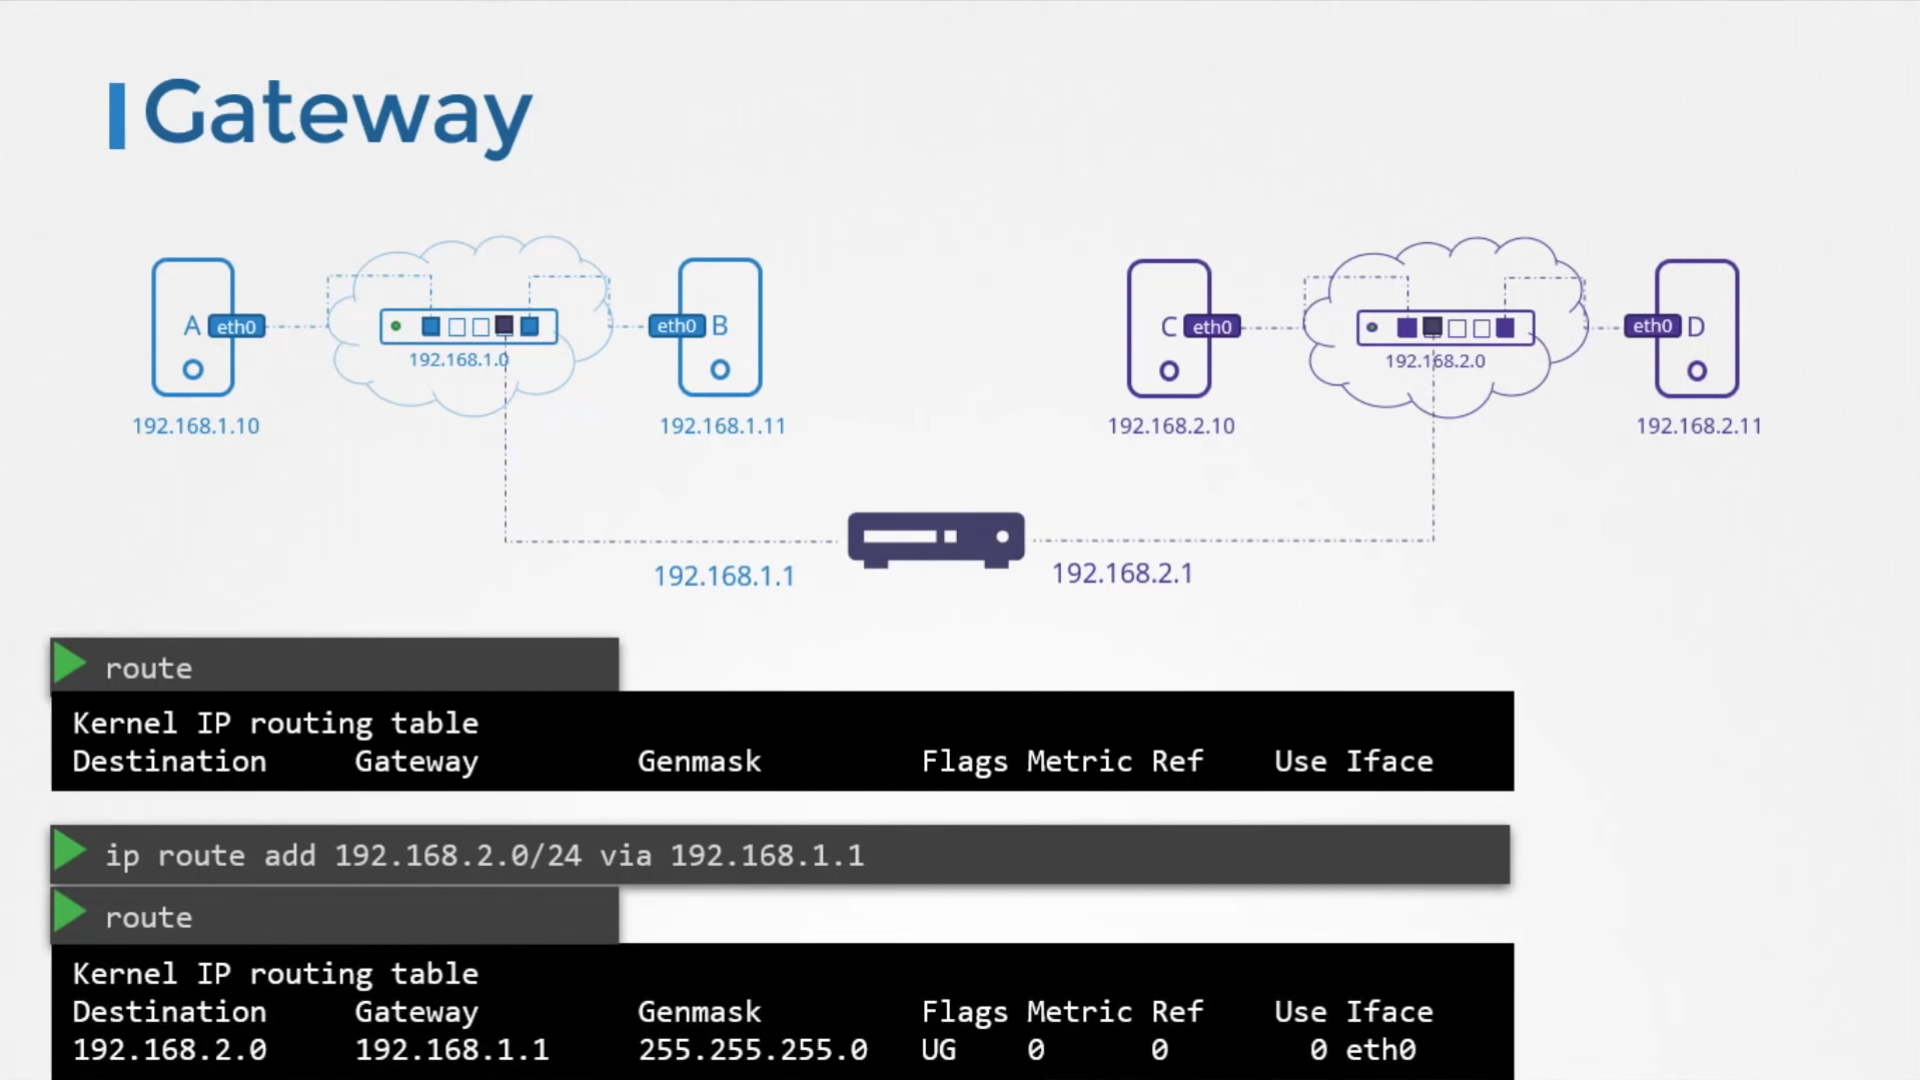 Gateway
A eth0
192.168.1.0
eth0 B
C eth0
192.168.2.0
eth0 D
192.168.1.10
192.168.1.11
192.168.2.10
192.168.2.11
192.168.1.1
192.168.2.1
route
Kernel IP routing table
Destination Gateway Genmask Flags Metric Ref Use Iface
ip route add 192.168.2.0/24 via 192.168.1.1
route
Kernel IP routing table
Destination Gateway Genmask Flags Metric Ref Use Iface
192.168.2.0 192.168.1.1 255.255.255.0 UG 0 0 0 eth0